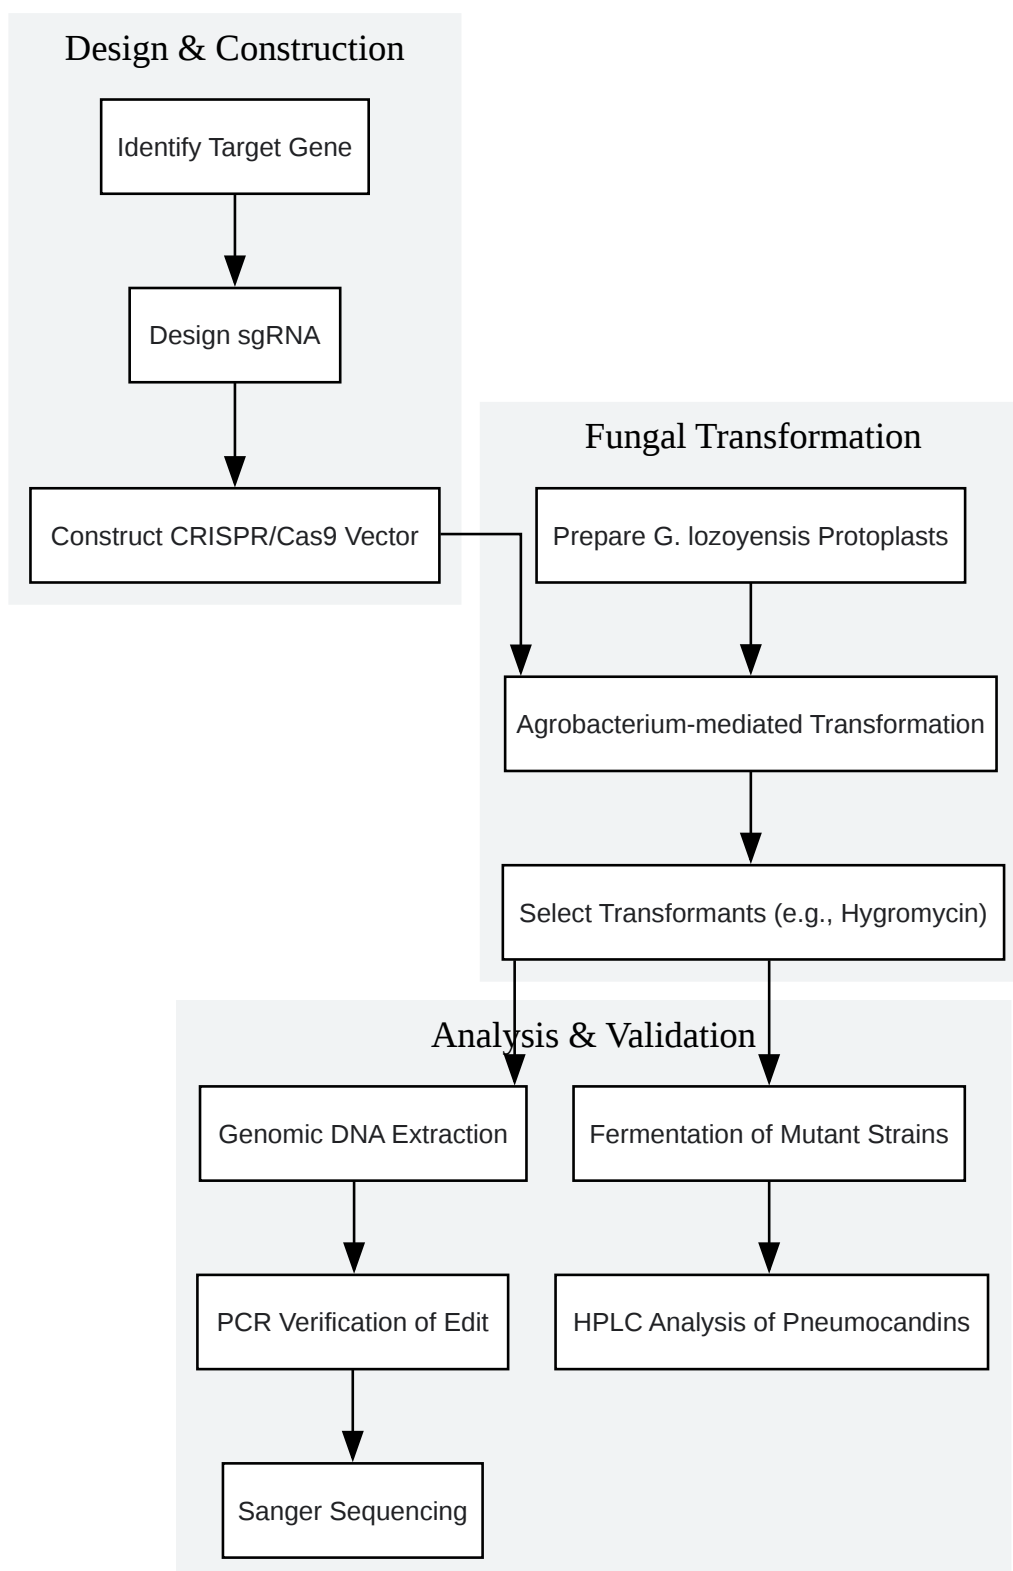 Design & Construction
Identify Target Gene
Design sgRNA
Construct CRISPR/Cas9 Vector
Fungal Transformation
Prepare G. lozoyensis Protoplasts
Agrobacterium-mediated Transformation
Select Transformants (e.g., Hygromycin)
Analysis & Validation
Genomic DNA Extraction
Fermentation of Mutant Strains
PCR Verification of Edit
HPLC Analysis of Pneumocandins
Sanger Sequencing